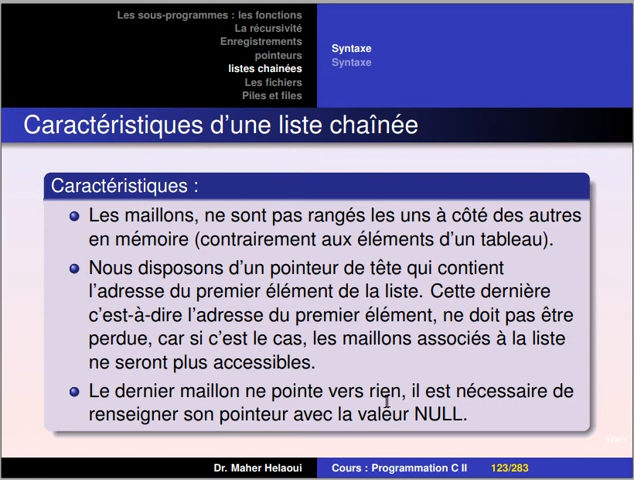 Les sous-programmes : les fonctions
La récursivité
Enregistrements
pointeurs
listes chainées
Les fichiers
Piles et files
Syntaxe
Syntaxe
Caractéristiques d'une liste chaînée
Caractéristiques :
Les maillons, ne sont pas rangés les uns à côté des autres
en mémoire (contrairement aux éléments d'un tableau).
Nous disposons d'un pointeur de tête qui contient
l'adresse du premier élément de la liste. Cette dernière
c'est-à-dire l'adresse du premier élément, ne doit pas être
perdue, car si c'est le cas, les maillons associés à la liste
ne seront plus accessibles.
Le dernier maillon ne pointe vers rien, il est nécessaire de
renseigner son pointeur avec la valeur NULL.
Dr. Maher Helaoui
Cours : Programmation C II
123/283